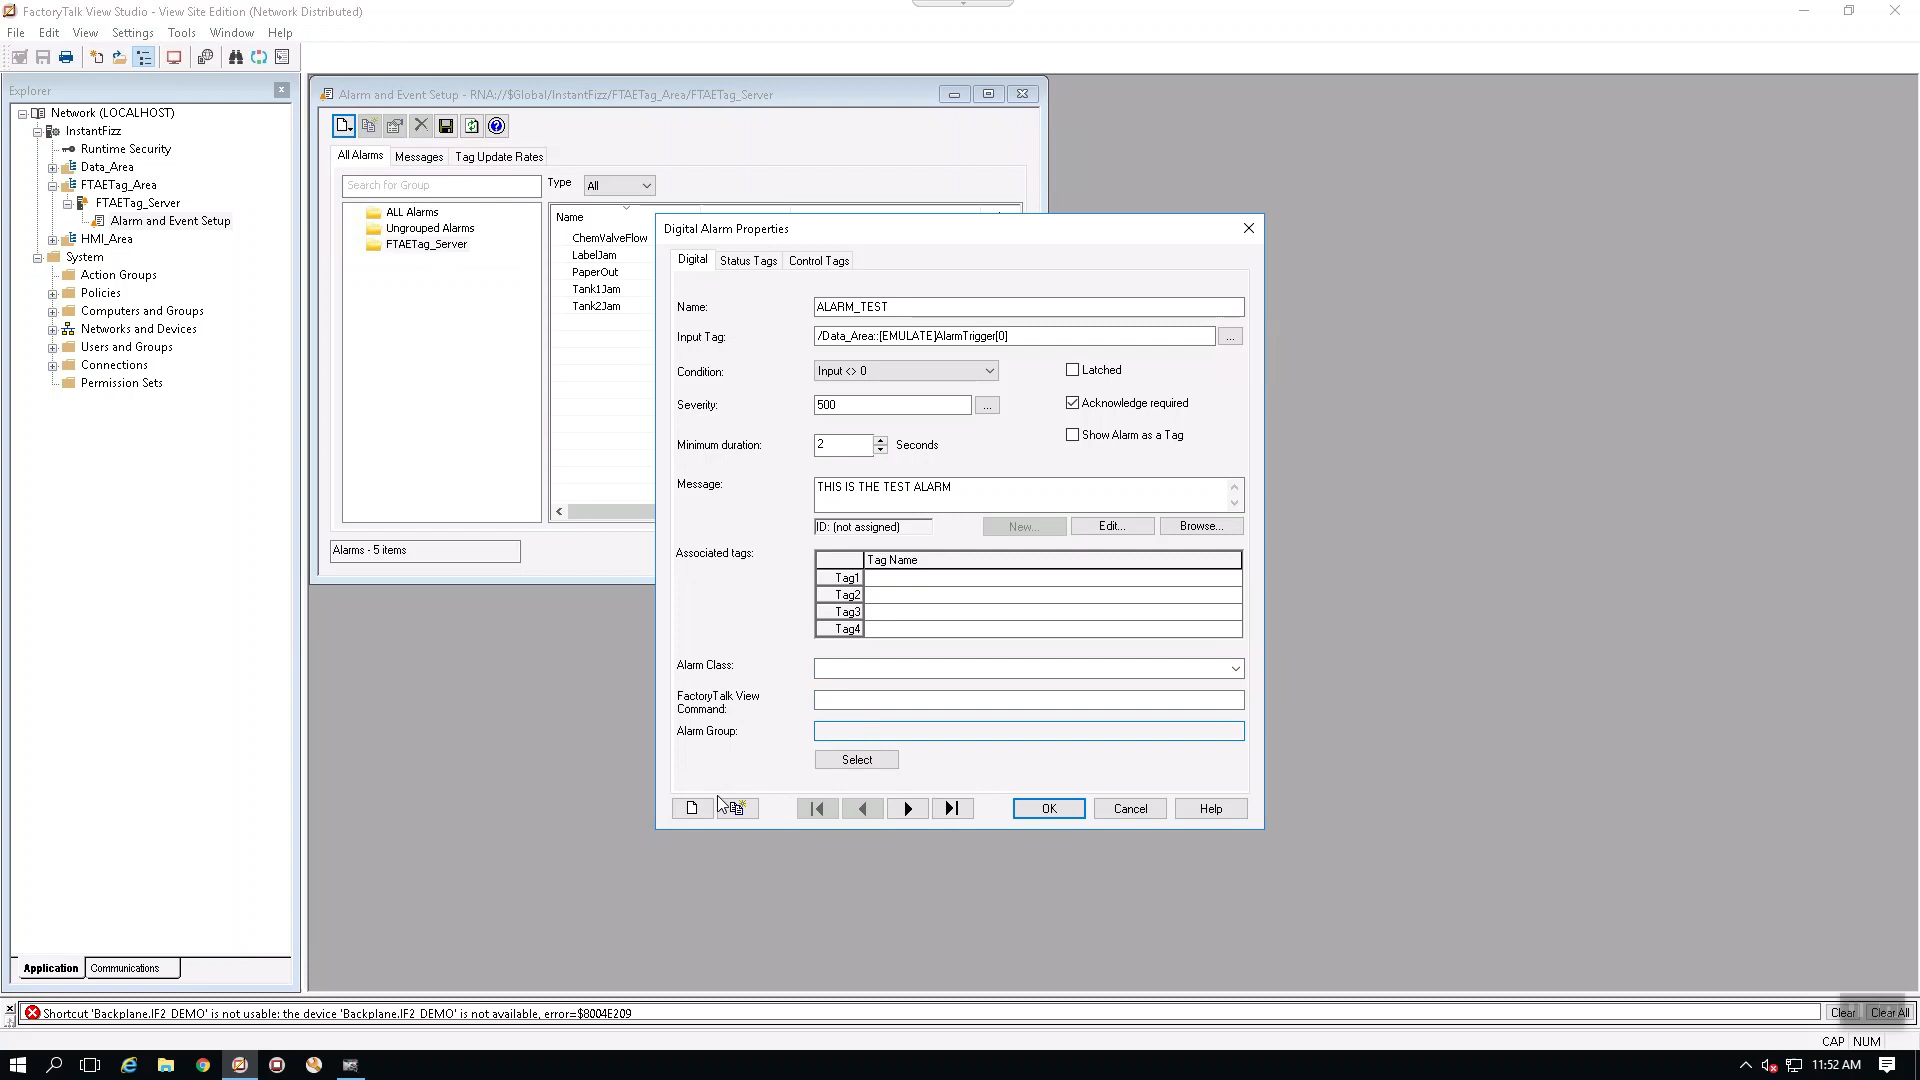 FactoryTalk View Studio - View Site Edition (Network Distributed)
File Edit View Settings Tools Window Help
Explorer
Network (LOCALHOST)
InstantFizz
Runtime Security
Data_Area
FTAETag_Area
FTAETag_Server
Alarm and Event Setup
HMI_Area
System
Action Groups
Policies
Computers and Groups
Networks and Devices
Users and Groups
Connections
Permission Sets
Application Communications
Alarm and Event Setup - RNA://$Global/InstantFizz/FTAETag_Area/FTAETag_Server
All Alarms Messages Tag Update Rates
Search for Group Type All
ALL Alarms
Ungrouped Alarms
FTAETag_Server
Name
ChemValveFlow
LabelJam
PaperOut
Tank1Jam
Tank2Jam
Alarms - 5 items
Digital Alarm Properties
Digital Status Tags Control Tags
Name: ALARM_TEST
Input Tag: /Data_Area::[EMULATE]AlarmTrigger[0] ...
Condition: Input <> 0 Latched
Severity: 500 ... Acknowledge required
Minimum duration: 2 Seconds Show Alarm as a Tag
Message: THIS IS THE TEST ALARM
ID: (not assigned) New... Edit... Browse...
Associated tags: Tag Name
Tag1
Tag2
Tag3
Tag4
Alarm Class:
FactoryTalk View
Command:
Alarm Group:
Select
OK Cancel Help
Shortcut 'Backplane.IF2_DEMO' is not usable: the device 'Backplane.IF2_DEMO' is not available, error=$8004E209
Clear Clear All
CAP NUM
11:52 AM